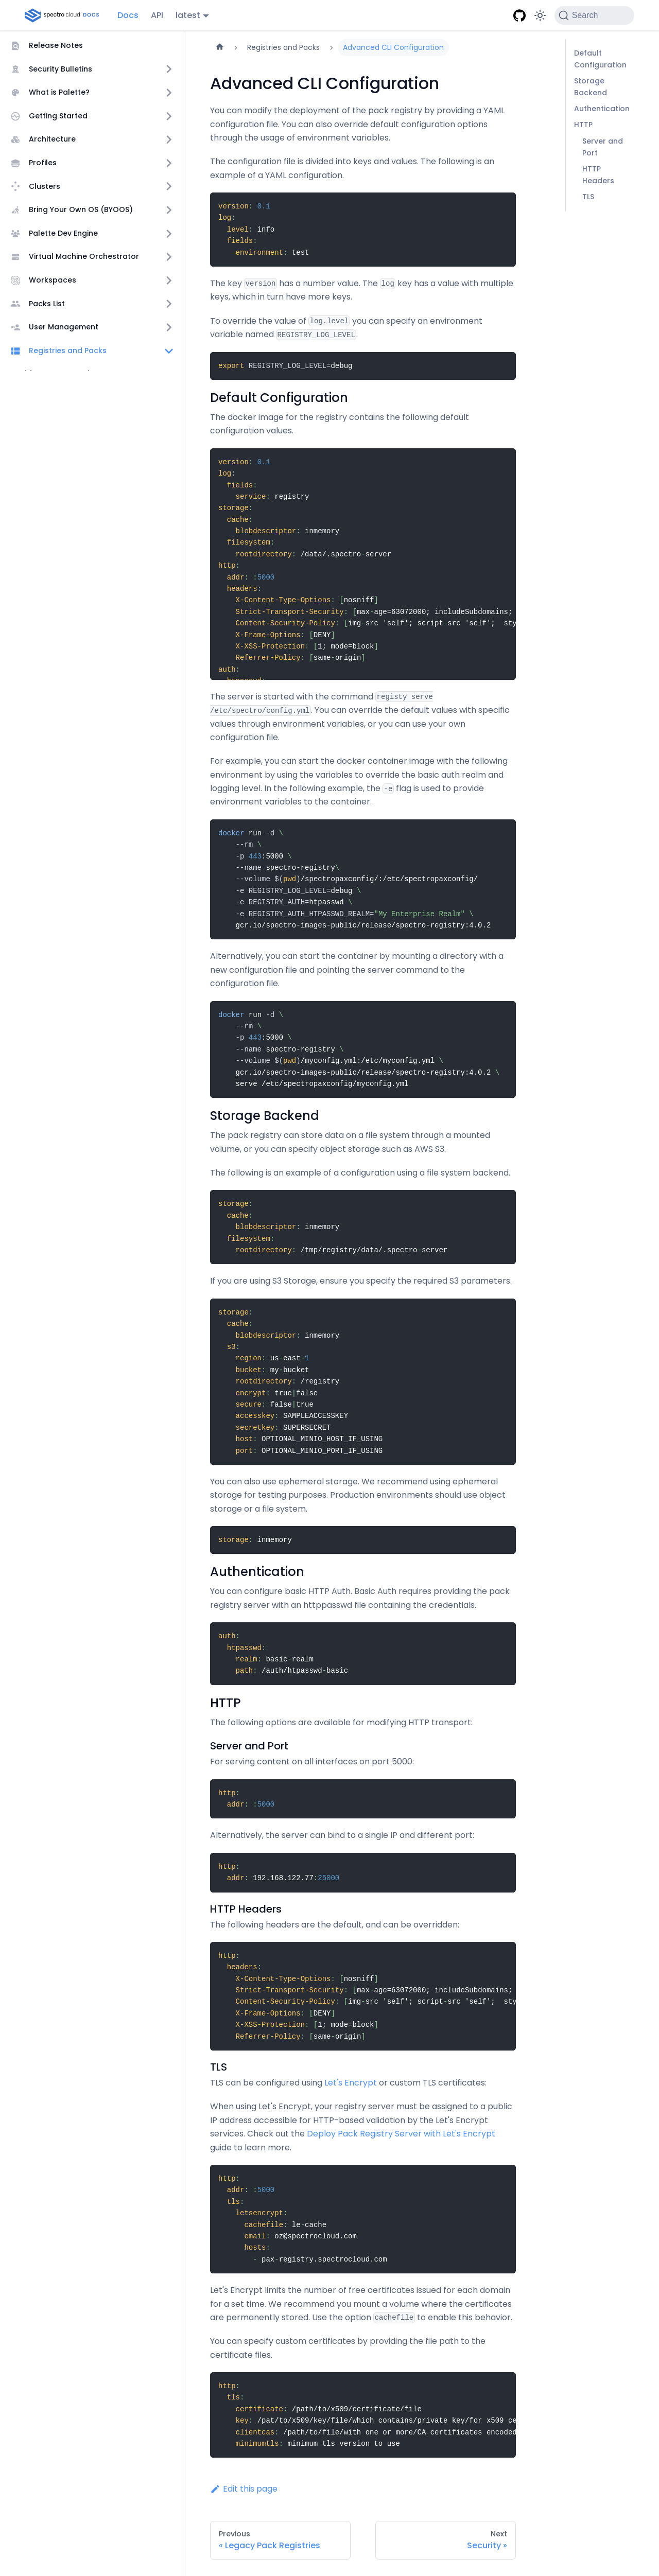 spectro cloud DOCS
Docs
API
latest
Search
Release Notes
Security Bulletins
What is Palette?
Getting Started
Architecture
Profiles
Clusters
Bring Your Own OS (BYOOS)
Palette Dev Engine
Virtual Machine Orchestrator
Workspaces
Packs List
User Management
Registries and Packs
Registries and Packs
Advanced CLI Configuration
Advanced CLI Configuration
You can modify the deployment of the pack registry by providing a YAML
configuration file. You can also override default configuration options
through the usage of environment variables.
The configuration file is divided into keys and values. The following is an
example of a YAML configuration.
version: 0.1
log:
  level: info
  fields:
    environment: test
The key version has a number value. The log key has a value with multiple
keys, which in turn have more keys.
To override the value of log.level you can specify an environment
variable named REGISTRY_LOG_LEVEL.
export REGISTRY_LOG_LEVEL=debug
Default Configuration
The docker image for the registry contains the following default
configuration values.
version: 0.1
log:
  fields:
    service: registry
storage:
  cache:
    blobdescriptor: inmemory
  filesystem:
    rootdirectory: /data/.spectro-server
http:
  addr: :5000
  headers:
    X-Content-Type-Options: [nosniff]
    Strict-Transport-Security: [max-age=63072000; includeSubdomains;
    Content-Security-Policy: [img-src 'self'; script-src 'self';  sty
    X-Frame-Options: [DENY]
    X-XSS-Protection: [1; mode=block]
    Referrer-Policy: [same-origin]
auth:
The server is started with the command registy serve
/etc/spectro/config.yml. You can override the default values with specific
values through environment variables, or you can use your own
configuration file.
For example, you can start the docker container image with the following
environment by using the variables to override the basic auth realm and
logging level. In the following example, the -e flag is used to provide
environment variables to the container.
docker run -d \
    --rm \
    -p 443:5000 \
    --name spectro-registry\
    --volume $(pwd)/spectropaxconfig/:/etc/spectropaxconfig/
    -e REGISTRY_LOG_LEVEL=debug \
    -e REGISTRY_AUTH=htpasswd \
    -e REGISTRY_AUTH_HTPASSWD_REALM="My Enterprise Realm" \
    gcr.io/spectro-images-public/release/spectro-registry:4.0.2
Alternatively, you can start the container by mounting a directory with a
new configuration file and pointing the server command to the
configuration file.
docker run -d \
    --rm \
    -p 443:5000 \
    --name spectro-registry \
    --volume $(pwd)/myconfig.yml:/etc/myconfig.yml \
    gcr.io/spectro-images-public/release/spectro-registry:4.0.2 \
    serve /etc/spectropaxconfig/myconfig.yml
Storage Backend
The pack registry can store data on a file system through a mounted
volume, or you can specify object storage such as AWS S3.
The following is an example of a configuration using a file system backend.
storage:
  cache:
    blobdescriptor: inmemory
  filesystem:
    rootdirectory: /tmp/registry/data/.spectro-server
If you are using S3 Storage, ensure you specify the required S3 parameters.
storage:
  cache:
    blobdescriptor: inmemory
  s3:
    region: us-east-1
    bucket: my-bucket
    rootdirectory: /registry
    encrypt: true|false
    secure: false|true
    accesskey: SAMPLEACCESSKEY
    secretkey: SUPERSECRET
    host: OPTIONAL_MINIO_HOST_IF_USING
    port: OPTIONAL_MINIO_PORT_IF_USING
You can also use ephemeral storage. We recommend using ephemeral
storage for testing purposes. Production environments should use object
storage or a file system.
storage: inmemory
Authentication
You can configure basic HTTP Auth. Basic Auth requires providing the pack
registry server with an httppasswd file containing the credentials.
auth:
  htpasswd:
    realm: basic-realm
    path: /auth/htpasswd-basic
HTTP
The following options are available for modifying HTTP transport:
Server and Port
For serving content on all interfaces on port 5000:
http:
  addr: :5000
Alternatively, the server can bind to a single IP and different port:
http:
  addr: 192.168.122.77:25000
HTTP Headers
The following headers are the default, and can be overridden:
http:
  headers:
    X-Content-Type-Options: [nosniff]
    Strict-Transport-Security: [max-age=63072000; includeSubdomains;
    Content-Security-Policy: [img-src 'self'; script-src 'self';  sty
    X-Frame-Options: [DENY]
    X-XSS-Protection: [1; mode=block]
    Referrer-Policy: [same-origin]
TLS
TLS can be configured using Let's Encrypt or custom TLS certificates:
When using Let's Encrypt, your registry server must be assigned to a public
IP address accessible for HTTP-based validation by the Let's Encrypt
services. Check out the Deploy Pack Registry Server with Let's Encrypt
guide to learn more.
http:
  addr: :5000
  tls:
    letsencrypt:
      cachefile: le-cache
      email: oz@spectrocloud.com
      hosts:
        - pax-registry.spectrocloud.com
Let's Encrypt limits the number of free certificates issued for each domain
for a set time. We recommend you mount a volume where the certificates
are permanently stored. Use the option cachefile to enable this behavior.
You can specify custom certificates by providing the file path to the
certificate files.
http:
  tls:
    certificate: /path/to/x509/certificate/file
    key: /pat/to/x509/key/file/which contains/private key/for x509 ce
    clientcas: /path/to/file/with one or more/CA certificates encoded
    minimumtls: minimum tls version to use
Edit this page
Previous
« Legacy Pack Registries
Next
Security »
Default
Configuration
Storage
Backend
Authentication
HTTP
Server and
Port
HTTP
Headers
TLS